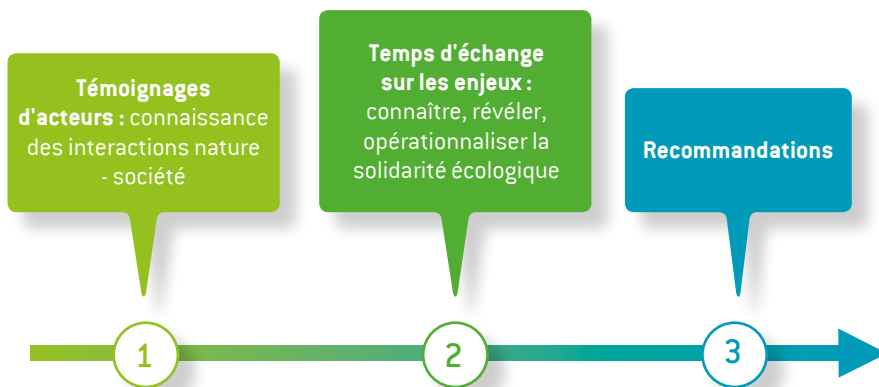 Témoignages
d'acteurs : connaissance
des interactions nature
- société
Temps d'échange
sur les enjeux :
connaître, révéler,
opérationnaliser la
solidarité écologique
Recommandations
1
2
3